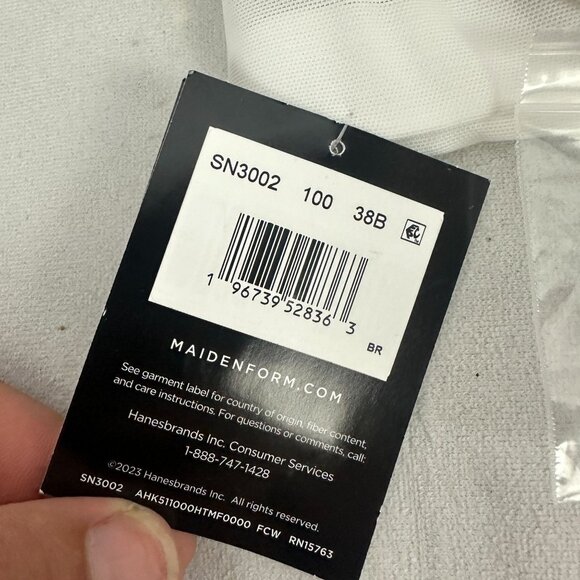 SN3002 100 38B
1 96739 52836 3
BR
MAIDENFORM.COM
See garment label for country of origin, fiber content,
and care instructions. For questions or comments, call:
Hanesbrands Inc. Consumer Services
1-888-747-1428
©2023 Hanesbrands Inc. All rights reserved.
SN3002 AHK511000HTMF0000 FCW RN15763